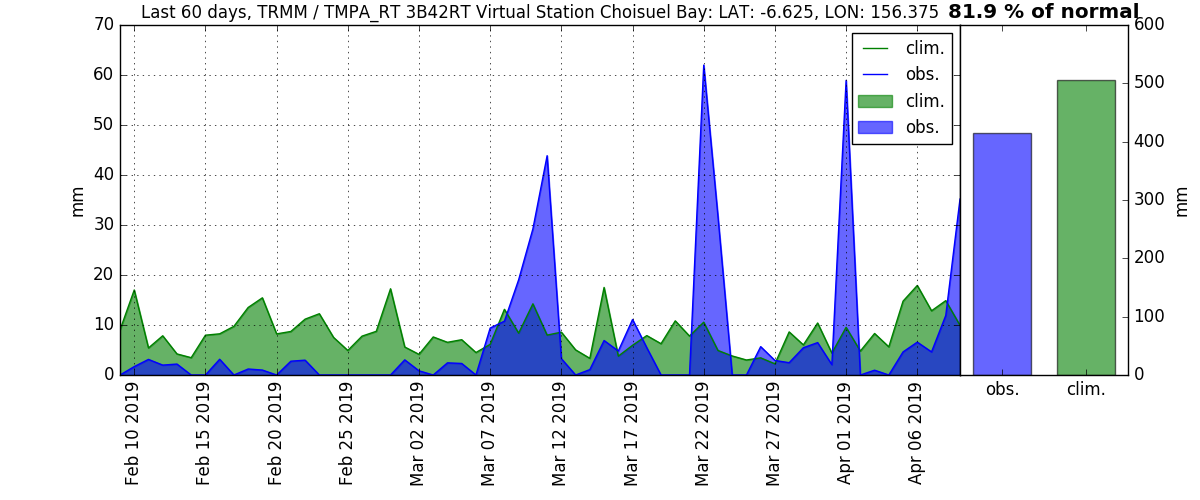 Last 60 days, TRMM / TMPA_RT 3B42RT Virtual Station Choisuel Bay: LAT: -6.625, LON: 156.375 81.9 % of normal
70
60
50
40
30
20
10
0
mm
clim.
obs.
clim.
obs.
Feb 10 2019
Feb 15 2019
Feb 20 2019
Feb 25 2019
Mar 02 2019
Mar 07 2019
Mar 12 2019
Mar 17 2019
Mar 22 2019
Mar 27 2019
Apr 01 2019
Apr 06 2019
600
500
400
300
200
100
0
mm
obs.
clim.